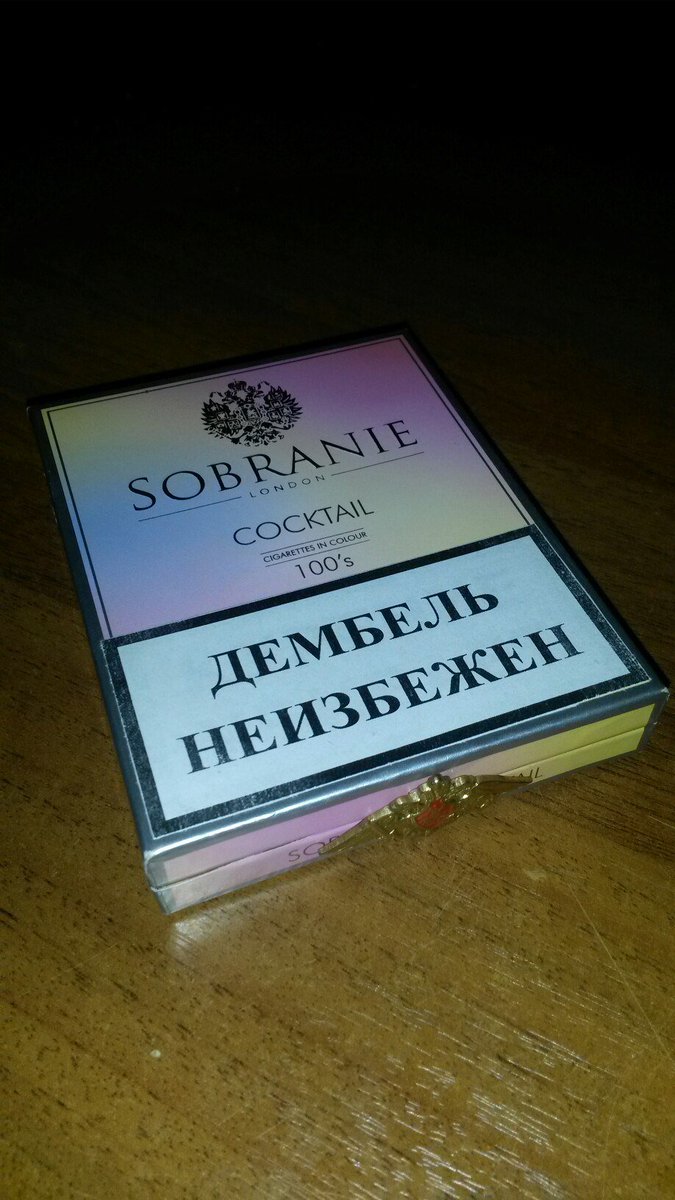 SOBRANIE
LONDON
COCKTAIL
CIGARETTES IN COLOUR
100's
ДЕМБЕЛЬ
НЕИЗБЕЖЕН